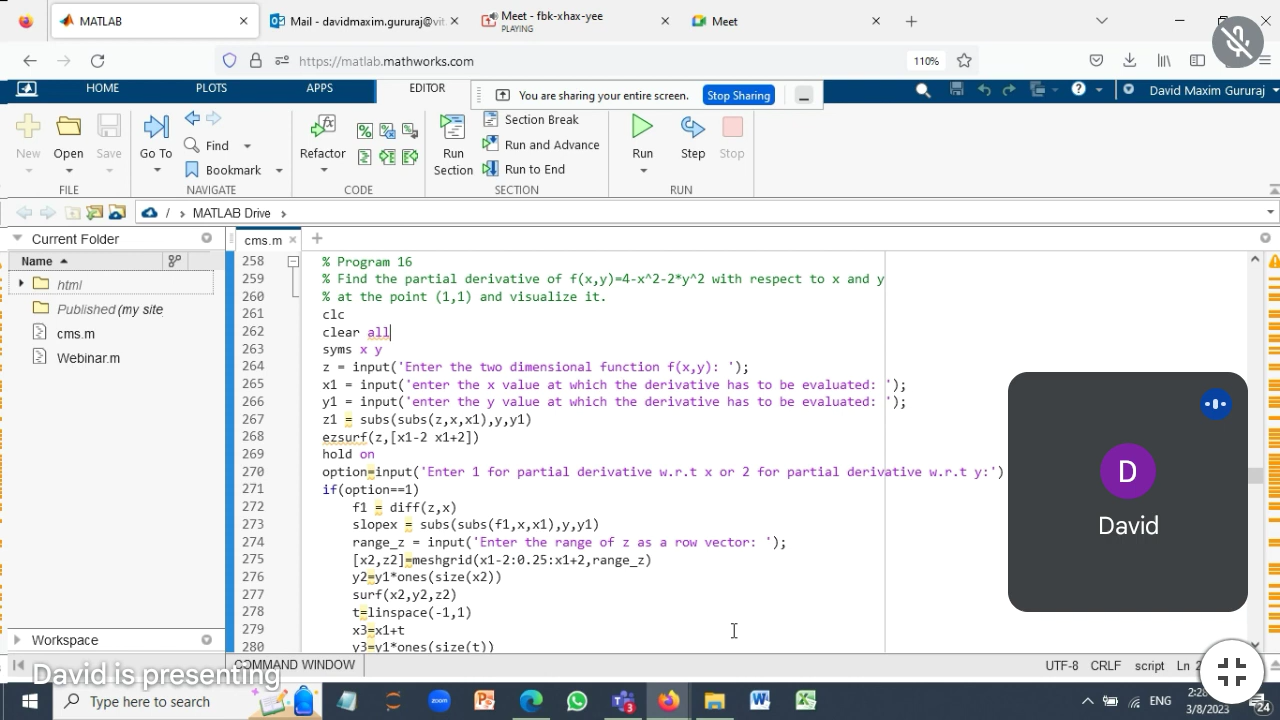 MATLAB
Mail - davidmaxim.gururaj@vit
Meet - fbk-xhax-yee
PLAYING
Meet
https://matlab.mathworks.com
110%
HOME
PLOTS
APPS
EDITOR
You are sharing your entire screen.
Stop Sharing
David Maxim Gururaj
New
Open
Save
Go To
Find
Bookmark
Refactor
Run
Section
Section Break
Run and Advance
Run to End
Run
Step
Stop
FILE
NAVIGATE
CODE
SECTION
RUN
/ > MATLAB Drive >
Current Folder
Name
html
Published (my site
cms.m
Webinar.m
Workspace
cms.m
258 % Program 16
259 % Find the partial derivative of f(x,y)=4-x^2-2*y^2 with respect to x and y
260 % at the point (1,1) and visualize it.
261 clc
262 clear all
263 syms x y
264 z = input('Enter the two dimensional function f(x,y): ');
265 x1 = input('enter the x value at which the derivative has to be evaluated: ');
266 y1 = input('enter the y value at which the derivative has to be evaluated: ');
267 z1 = subs(subs(z,x,x1),y,y1)
268 ezsurf(z,[x1-2 x1+2])
269 hold on
270 option=input('Enter 1 for partial derivative w.r.t x or 2 for partial derivative w.r.t y:')
271 if(option==1)
272 f1 = diff(z,x)
273 slopex = subs(subs(f1,x,x1),y,y1)
274 range_z = input('Enter the range of z as a row vector: ');
275 [x2,z2]=meshgrid(x1-2:0.25:x1+2,range_z)
276 y2=y1*ones(size(x2))
277 surf(x2,y2,z2)
278 t=linspace(-1,1)
279 x3=x1+t
280 y3=y1*ones(size(t))
D
David
David is presenting
COMMAND WINDOW
UTF-8
CRLF
script
Ln
Type here to search
ENG
3/8/2023
24